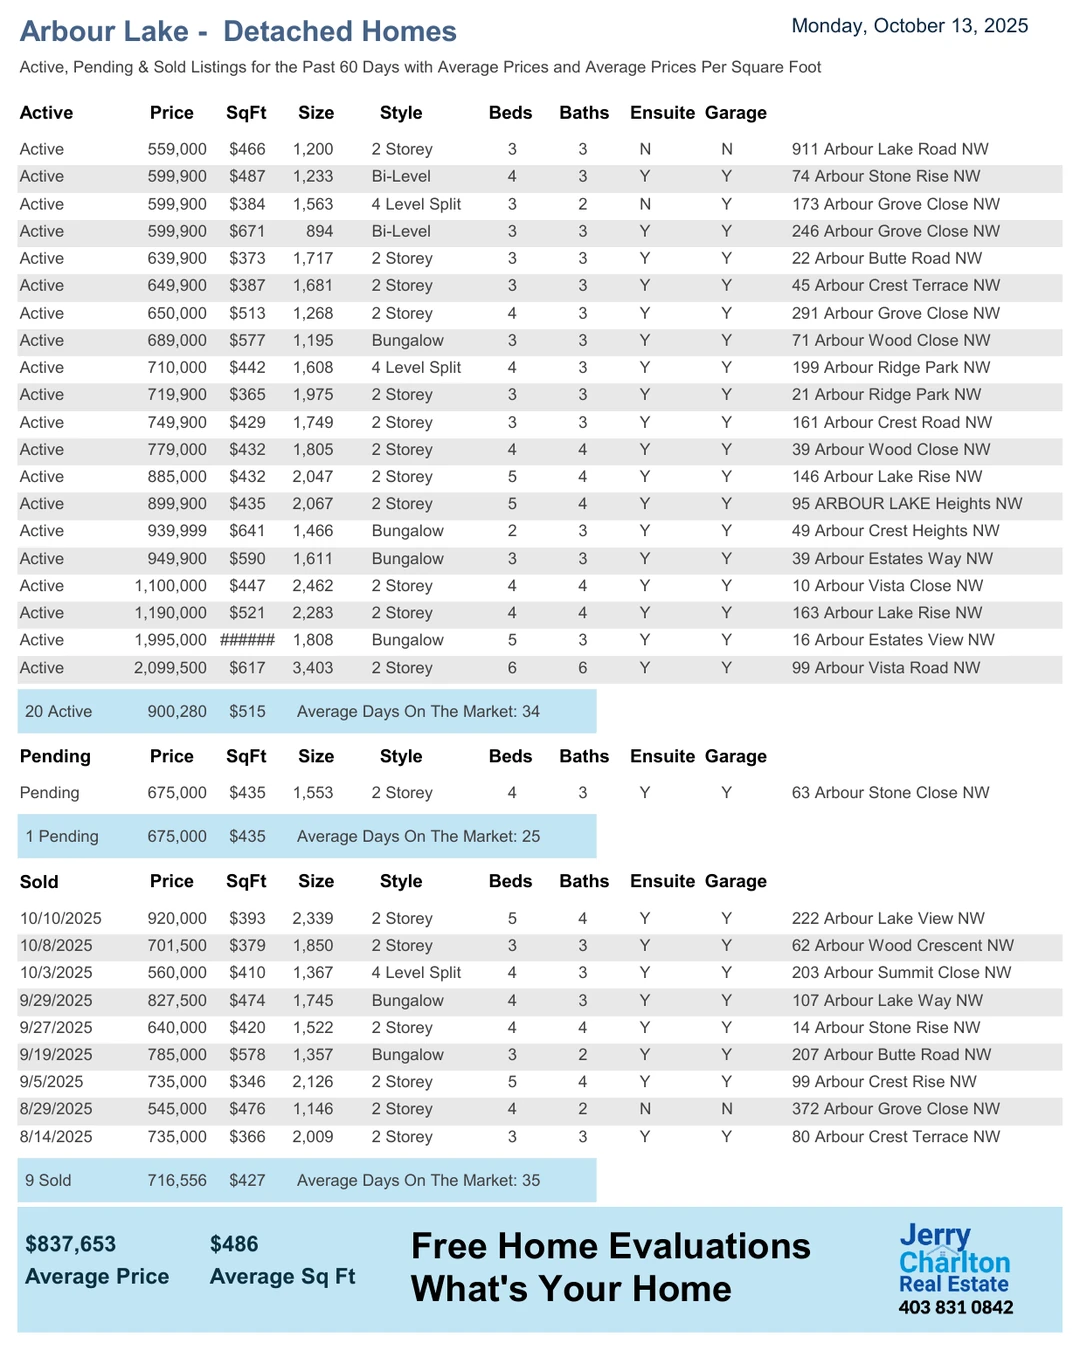 Arbour Lake - Detached Homes Monday, October 13, 2025
Active, Pending & Sold Listings for the Past 60 Days with Average Prices and Average Prices Per Square Foot
Active Price SqFt Size Style Beds Baths Ensuite Garage
Active 559,000 $466 1,200 2 Storey 3 3 N N 911 Arbour Lake Road NW
Active 599,900 $487 1,233 Bi-Level 4 3 Y Y 74 Arbour Stone Rise NW
Active 599,900 $384 1,563 4 Level Split 3 2 N Y 173 Arbour Grove Close NW
Active 599,900 $671 894 Bi-Level 3 3 Y Y 246 Arbour Grove Close NW
Active 639,900 $373 1,717 2 Storey 3 3 Y Y 22 Arbour Butte Road NW
Active 649,900 $387 1,681 2 Storey 3 3 Y Y 45 Arbour Crest Terrace NW
Active 650,000 $513 1,268 2 Storey 4 3 Y Y 291 Arbour Grove Close NW
Active 689,000 $577 1,195 Bungalow 3 3 Y Y 71 Arbour Wood Close NW
Active 710,000 $442 1,608 4 Level Split 4 3 Y Y 199 Arbour Ridge Park NW
Active 719,900 $365 1,975 2 Storey 3 3 Y Y 21 Arbour Ridge Park NW
Active 749,900 $429 1,749 2 Storey 3 3 Y Y 161 Arbour Crest Road NW
Active 779,000 $432 1,805 2 Storey 4 4 Y Y 39 Arbour Wood Close NW
Active 885,000 $432 2,047 2 Storey 5 4 Y Y 146 Arbour Lake Rise NW
Active 899,900 $435 2,067 2 Storey 5 4 Y Y 95 ARBOUR LAKE Heights NW
Active 939,999 $641 1,466 Bungalow 2 3 Y Y 49 Arbour Crest Heights NW
Active 949,900 $590 1,611 Bungalow 3 3 Y Y 39 Arbour Estates Way NW
Active 1,100,000 $447 2,462 2 Storey 4 4 Y Y 10 Arbour Vista Close NW
Active 1,190,000 $521 2,283 2 Storey 4 4 Y Y 163 Arbour Lake Rise NW
Active 1,995,000 ###### 1,808 Bungalow 5 3 Y Y 16 Arbour Estates View NW
Active 2,099,500 $617 3,403 2 Storey 6 6 Y Y 99 Arbour Vista Road NW
20 Active 900,280 $515 Average Days On The Market: 34
Pending Price SqFt Size Style Beds Baths Ensuite Garage
Pending 675,000 $435 1,553 2 Storey 4 3 Y Y 63 Arbour Stone Close NW
1 Pending 675,000 $435 Average Days On The Market: 25
Sold Price SqFt Size Style Beds Baths Ensuite Garage
10/10/2025 920,000 $393 2,339 2 Storey 5 4 Y Y 222 Arbour Lake View NW
10/8/2025 701,500 $379 1,850 2 Storey 3 3 Y Y 62 Arbour Wood Crescent NW
10/3/2025 560,000 $410 1,367 4 Level Split 4 3 Y Y 203 Arbour Summit Close NW
9/29/2025 827,500 $474 1,745 Bungalow 4 3 Y Y 107 Arbour Lake Way NW
9/27/2025 640,000 $420 1,522 2 Storey 4 4 Y Y 14 Arbour Stone Rise NW
9/19/2025 785,000 $578 1,357 Bungalow 3 2 Y Y 207 Arbour Butte Road NW
9/5/2025 735,000 $346 2,126 2 Storey 5 4 Y Y 99 Arbour Crest Rise NW
8/29/2025 545,000 $476 1,146 2 Storey 4 2 N N 372 Arbour Grove Close NW
8/14/2025 735,000 $366 2,009 2 Storey 3 3 Y Y 80 Arbour Crest Terrace NW
9 Sold 716,556 $427 Average Days On The Market: 35
$837,653 $486
Average Price Average Sq Ft
Free Home Evaluations
What's Your Home
Jerry
Charlton
Real Estate
403 831 0842